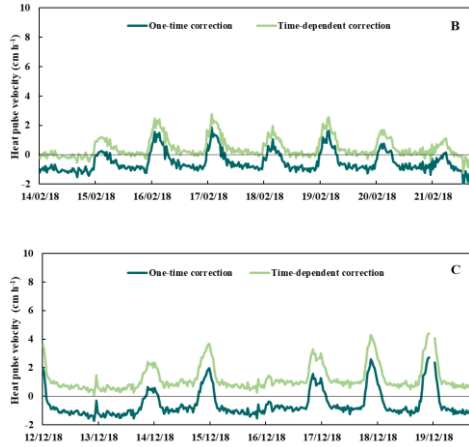 B
One-time correction Time-dependent correction
Heat pulse velocity (cm h⁻¹)
10
8
6
4
2
0
-2
14/02/18 15/02/18 16/02/18 17/02/18 18/02/18 19/02/18 20/02/18 21/02/18
C
One-time correction Time-dependent correction
Heat pulse velocity (cm h⁻¹)
10
8
6
4
2
0
-2
12/12/18 13/12/18 14/12/18 15/12/18 16/12/18 17/12/18 18/12/18 19/12/18